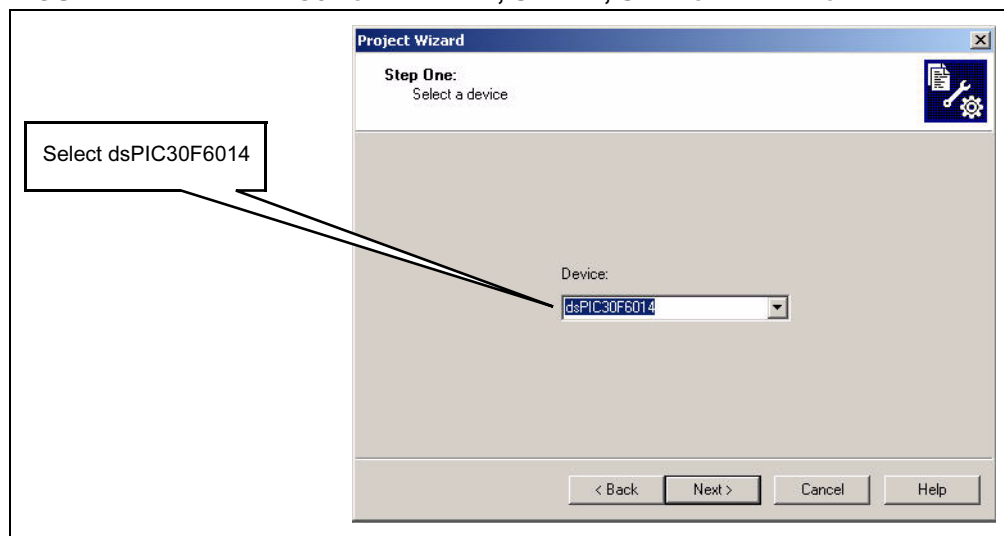 Project Wizard
Step One:
Select a device
Select dsPIC30F6014
Device:
dsPIC30F6014
< Back
Next >
Cancel
Help